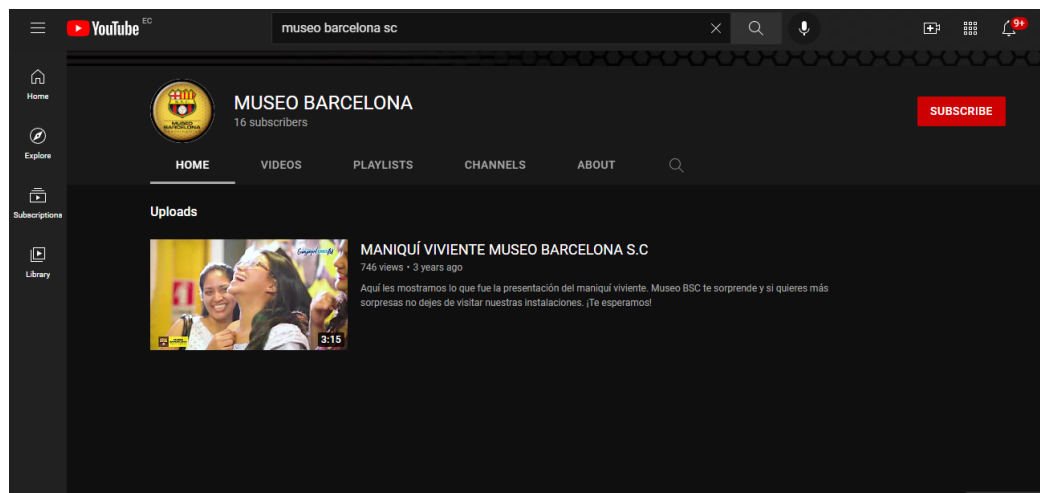 YouTube EC
museo barcelona sc
9+
Home
Explore
Subscriptions
Library
MUSEO
BARCELONA
MUSEO BARCELONA
16 subscribers
SUBSCRIBE
HOME VIDEOS PLAYLISTS CHANNELS ABOUT
Uploads
3:15
MANIQUÍ VIVIENTE MUSEO BARCELONA S.C
746 views • 3 years ago
Aquí les mostramos lo que fue la presentación del maniquí viviente. Museo BSC te sorprende y si quieres más
sorpresas no dejes de visitar nuestras instalaciones. ¡Te esperamos!